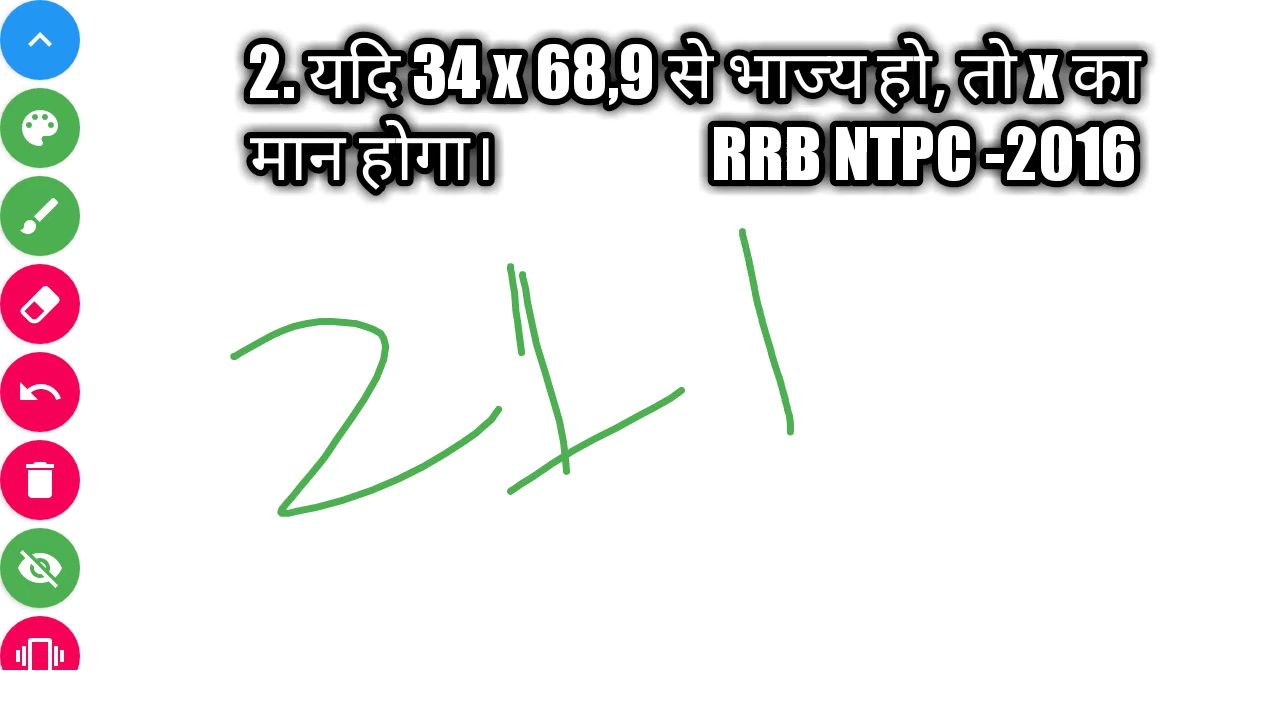 2. यदि 34 x 68,9 से भाज्य हो, तो x का
मान होगा। RRB NTPC -2016